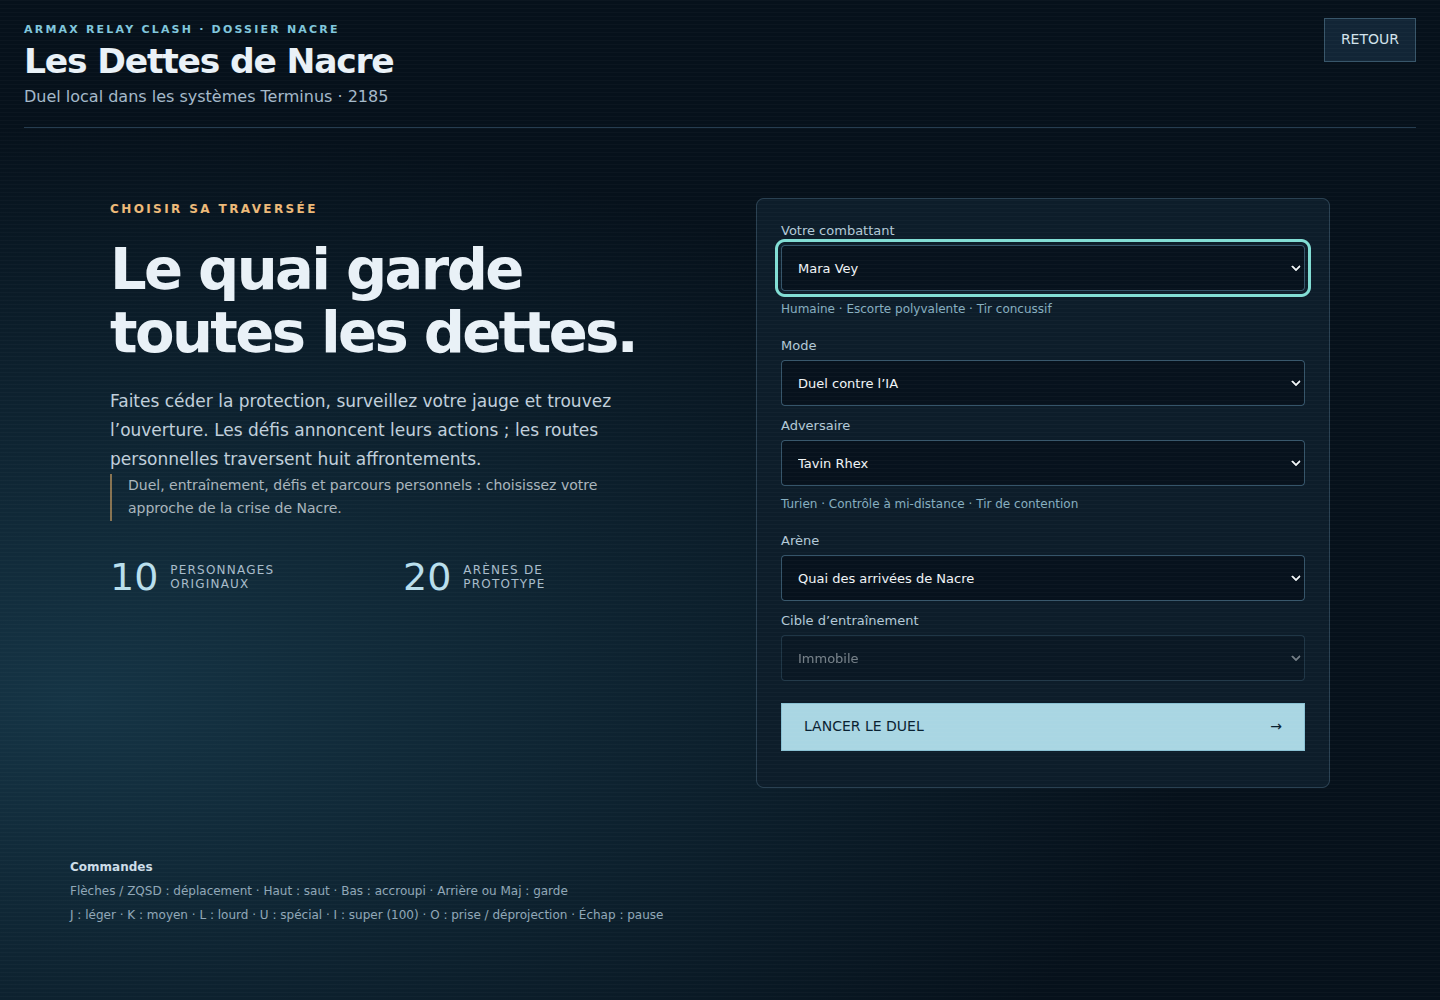 ARMAX RELAY CLASH · DOSSIER NACRE
Les Dettes de Nacre
Duel local dans les systèmes Terminus · 2185
RETOUR
CHOISIR SA TRAVERSÉE
Le quai garde
toutes les dettes.
Faites céder la protection, surveillez votre jauge et trouvez
l’ouverture. Les défis annoncent leurs actions ; les routes
personnelles traversent huit affrontements.
Duel, entraînement, défis et parcours personnels : choisissez votre
approche de la crise de Nacre.
10 PERSONNAGES
ORIGINAUX
20 ARÈNES DE
PROTOTYPE
Votre combattant
Mara Vey
Humaine · Escorte polyvalente · Tir concussif
Mode
Duel contre l’IA
Adversaire
Tavin Rhex
Turien · Contrôle à mi-distance · Tir de contention
Arène
Quai des arrivées de Nacre
Cible d’entraînement
Immobile
LANCER LE DUEL →
Commandes
Flèches / ZQSD : déplacement · Haut : saut · Bas : accroupi · Arrière ou Maj : garde
J : léger · K : moyen · L : lourd · U : spécial · I : super (100) · O : prise / déprojection · Échap : pause